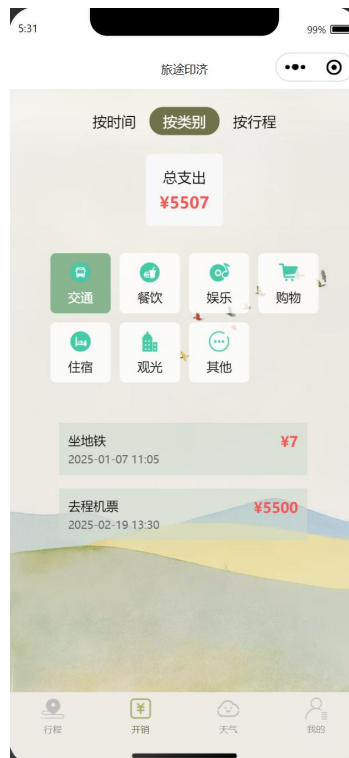 5:31
99%
旅途印济
按时间 按类别 按行程
总支出
¥5507
交通 餐饮 娱乐 购物
住宿 观光 其他
坐地铁 ¥7
2025-01-07 11:05
去程机票 ¥5500
2025-02-19 13:30
行程 开销 天气 我的